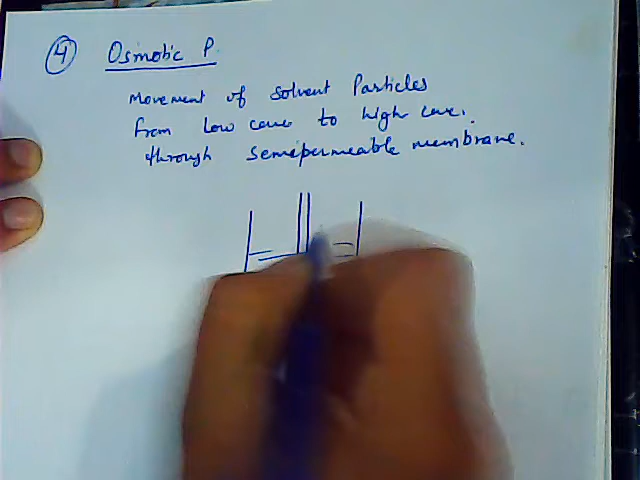 4 Osmotic P.
Movement of Solvent Particles
from low conc to high conc.
through Semipermeable membrane.